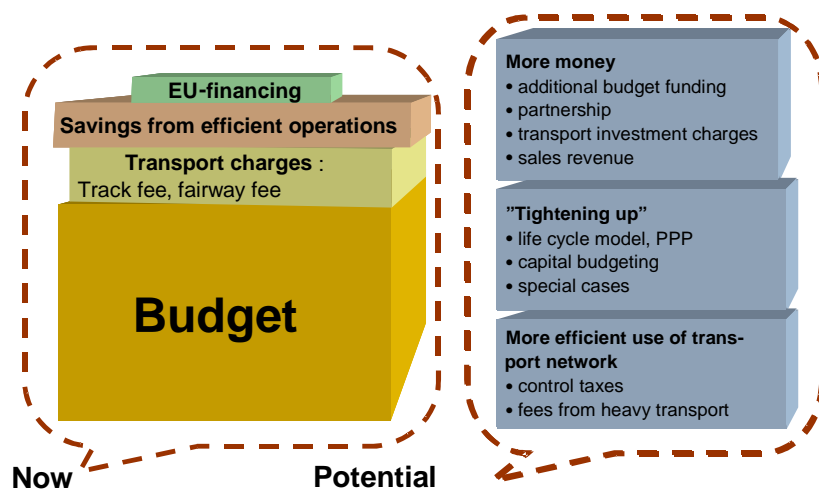 EU-financing
Savings from efficient operations
Transport charges :
Track fee, fairway fee
Budget
Now
More money
• additional budget funding
• partnership
• transport investment charges
• sales revenue
”Tightening up”
• life cycle model, PPP
• capital budgeting
• special cases
More efficient use of trans-
port network
• control taxes
• fees from heavy transport
Potential